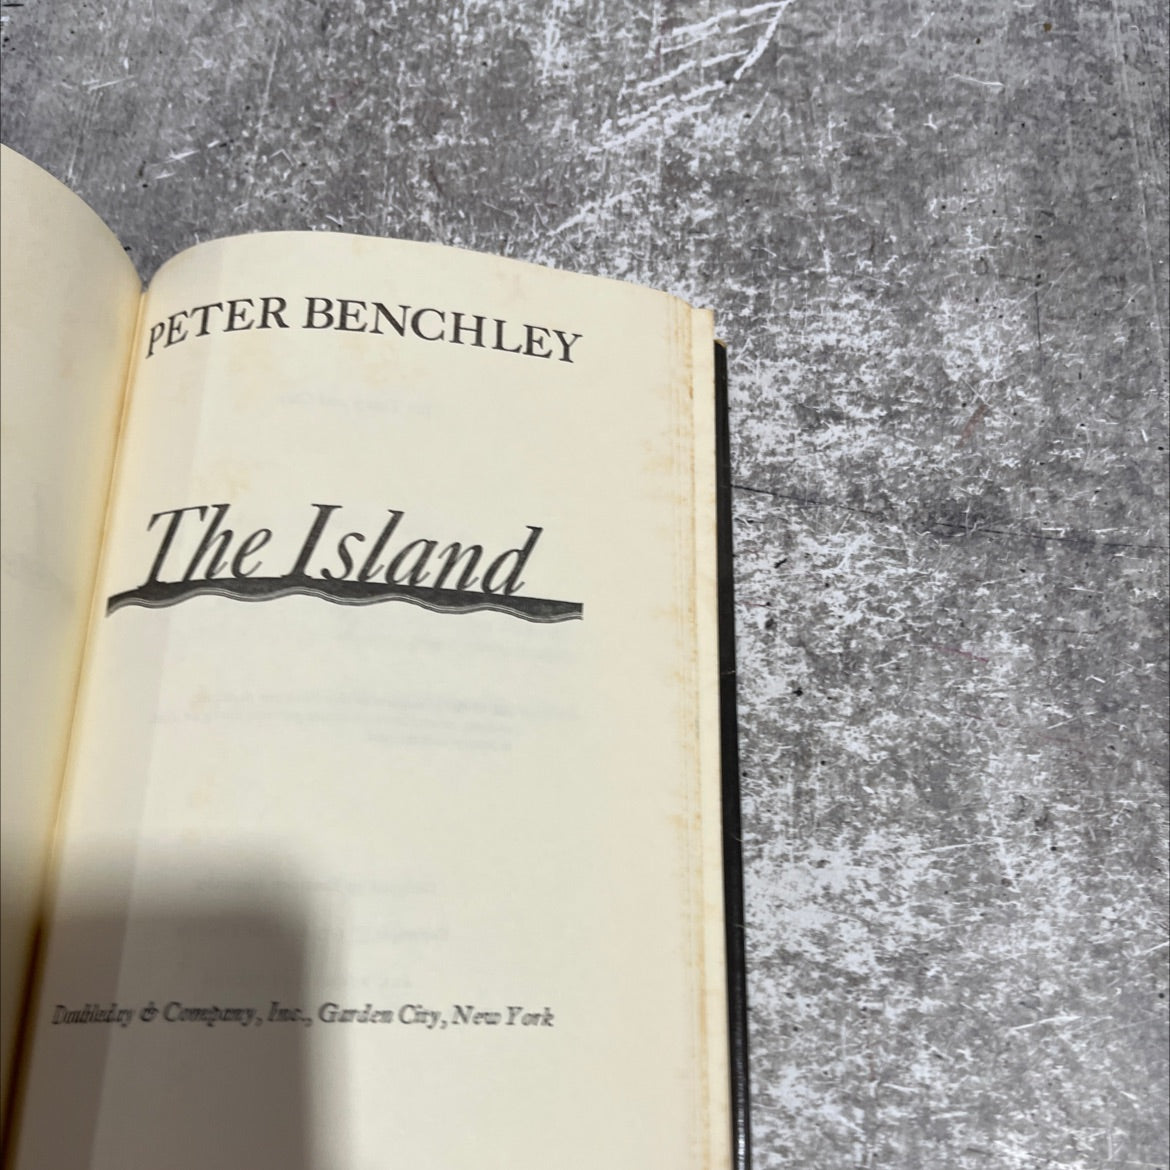 PETER BENCHLEY
The Island
Doubleday & Company, Inc., Garden City, New York